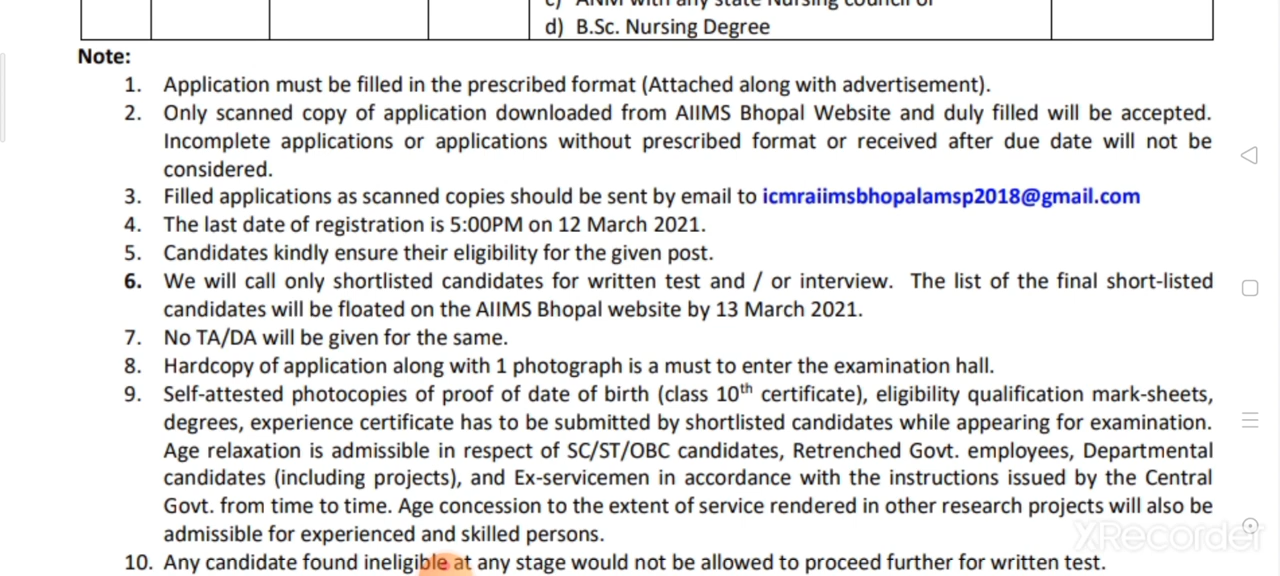 c) ANM with any state Nursing council or
d) B.Sc. Nursing Degree
Note:
1. Application must be filled in the prescribed format (Attached along with advertisement).
2. Only scanned copy of application downloaded from AIIMS Bhopal Website and duly filled will be accepted.
Incomplete applications or applications without prescribed format or received after due date will not be
considered.
3. Filled applications as scanned copies should be sent by email to icmraiimsbhopalamsp2018@gmail.com
4. The last date of registration is 5:00PM on 12 March 2021.
5. Candidates kindly ensure their eligibility for the given post.
6. We will call only shortlisted candidates for written test and / or interview. The list of the final short-listed
candidates will be floated on the AIIMS Bhopal website by 13 March 2021.
7. No TA/DA will be given for the same.
8. Hardcopy of application along with 1 photograph is a must to enter the examination hall.
9. Self-attested photocopies of proof of date of birth (class 10th certificate), eligibility qualification mark-sheets,
degrees, experience certificate has to be submitted by shortlisted candidates while appearing for examination.
Age relaxation is admissible in respect of SC/ST/OBC candidates, Retrenched Govt. employees, Departmental
candidates (including projects), and Ex-servicemen in accordance with the instructions issued by the Central
Govt. from time to time. Age concession to the extent of service rendered in other research projects will also be
admissible for experienced and skilled persons.
10. Any candidate found ineligible at any stage would not be allowed to proceed further for written test.
XRecorder